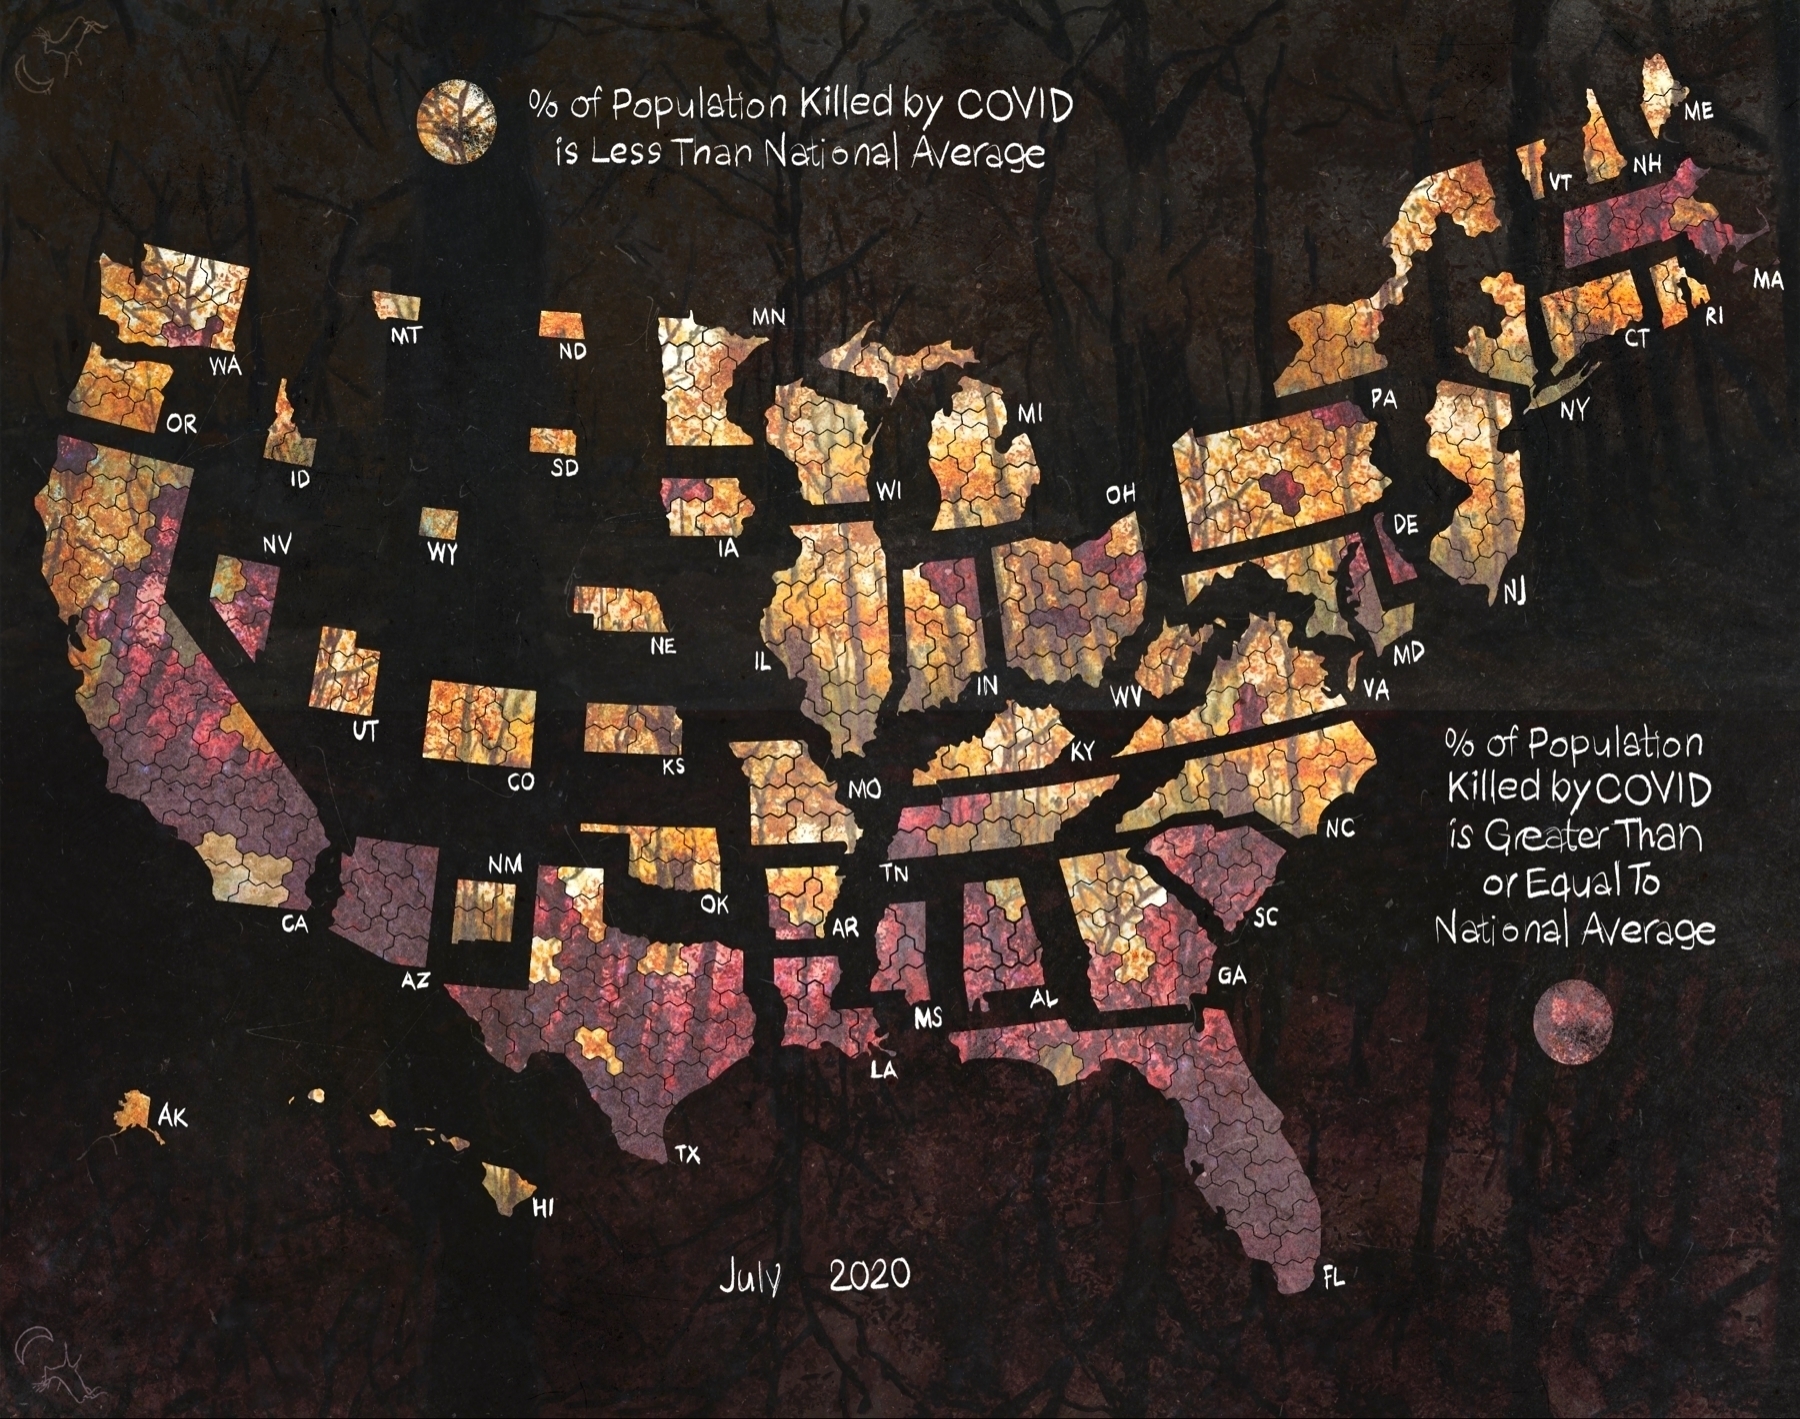 % of Population Killed by COVID
is Less Than National Average
ME
NH
VT
MA
RI
CT
NY
PA
NJ
DE
MD
VA
WV
OH
MI
WI
MN
IA
IL
IN
KY
MO
TN
NC
SC
GA
AL
MS
LA
AR
FL
WA
OR
ID
MT
ND
SD
WY
NV
UT
CO
NE
KS
OK
NM
AZ
CA
TX
AK
HI
% of Population
Killed by COVID
is Greater Than
or Equal To
National Average
July 2020